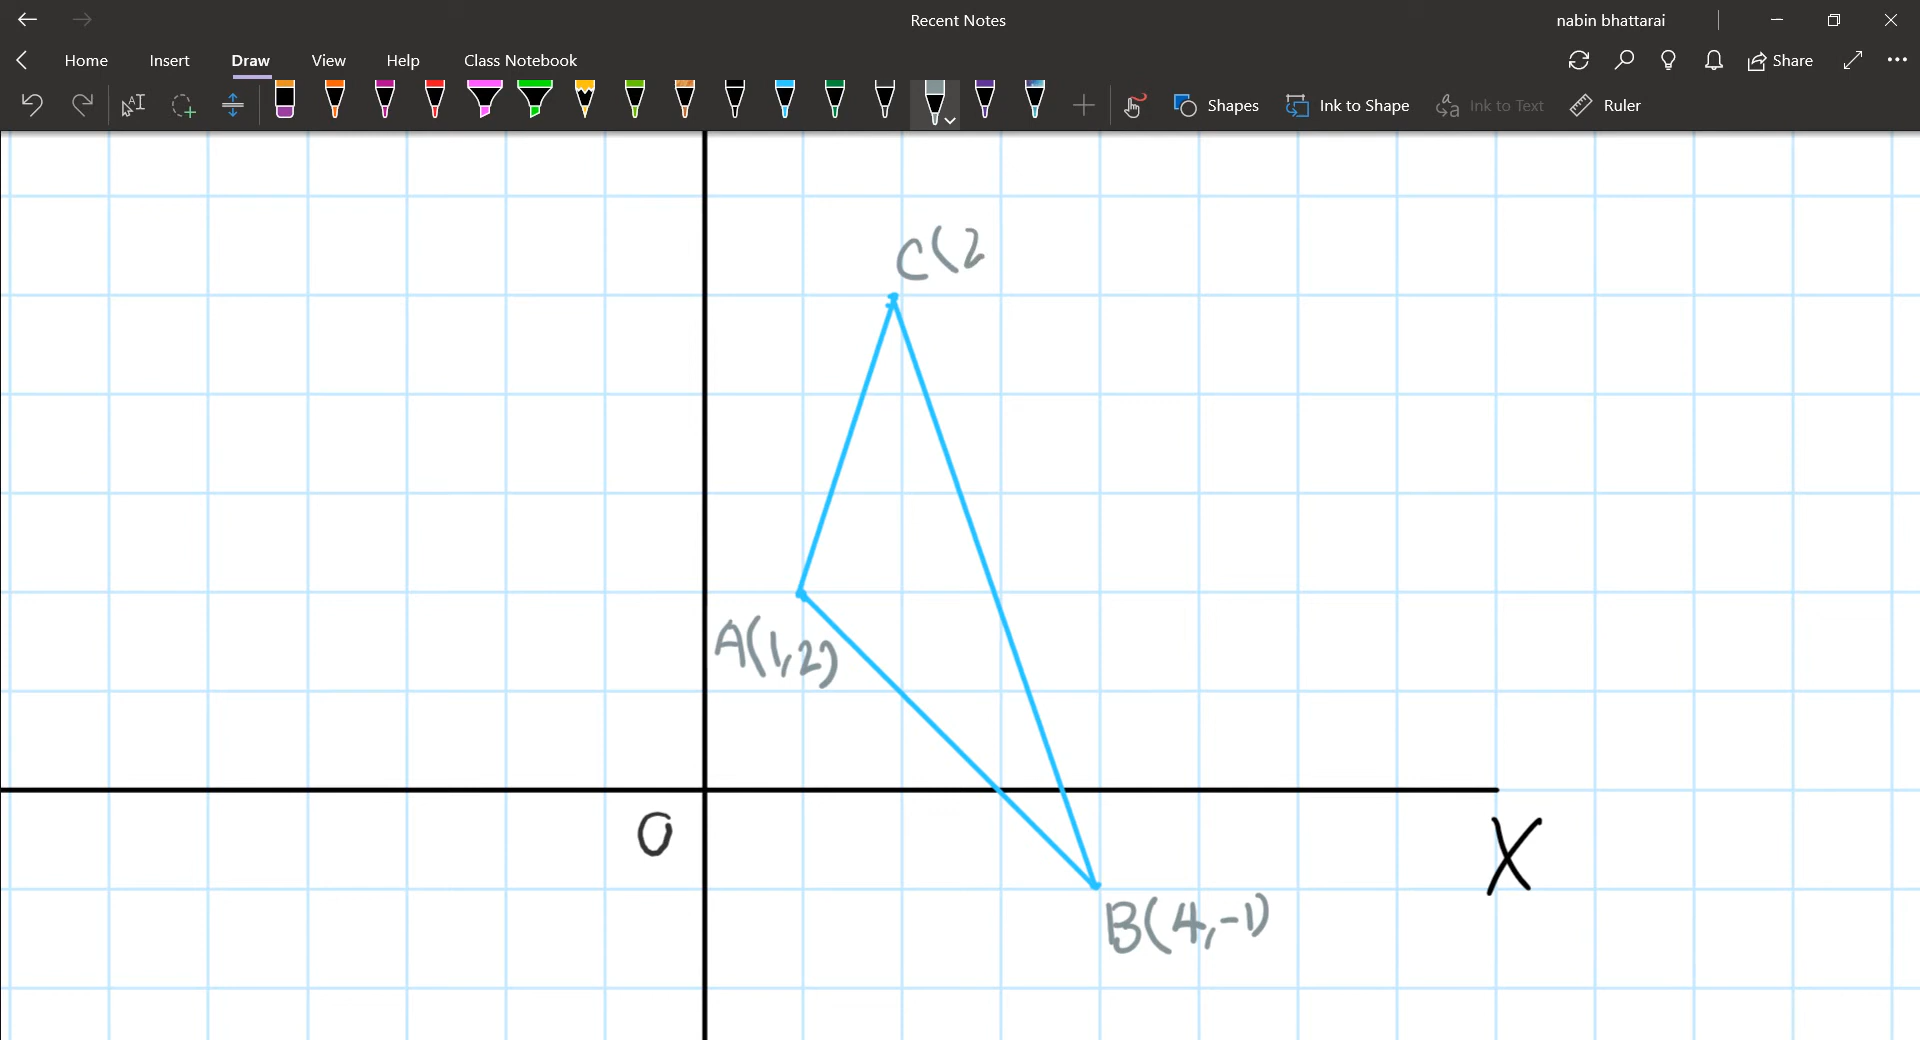 Recent Notes
nabin bhattarai
Home Insert Draw View Help Class Notebook
Share
Shapes Ink to Shape Ink to Text Ruler
C(2
A(1,2)
O
X
B(4,-1)